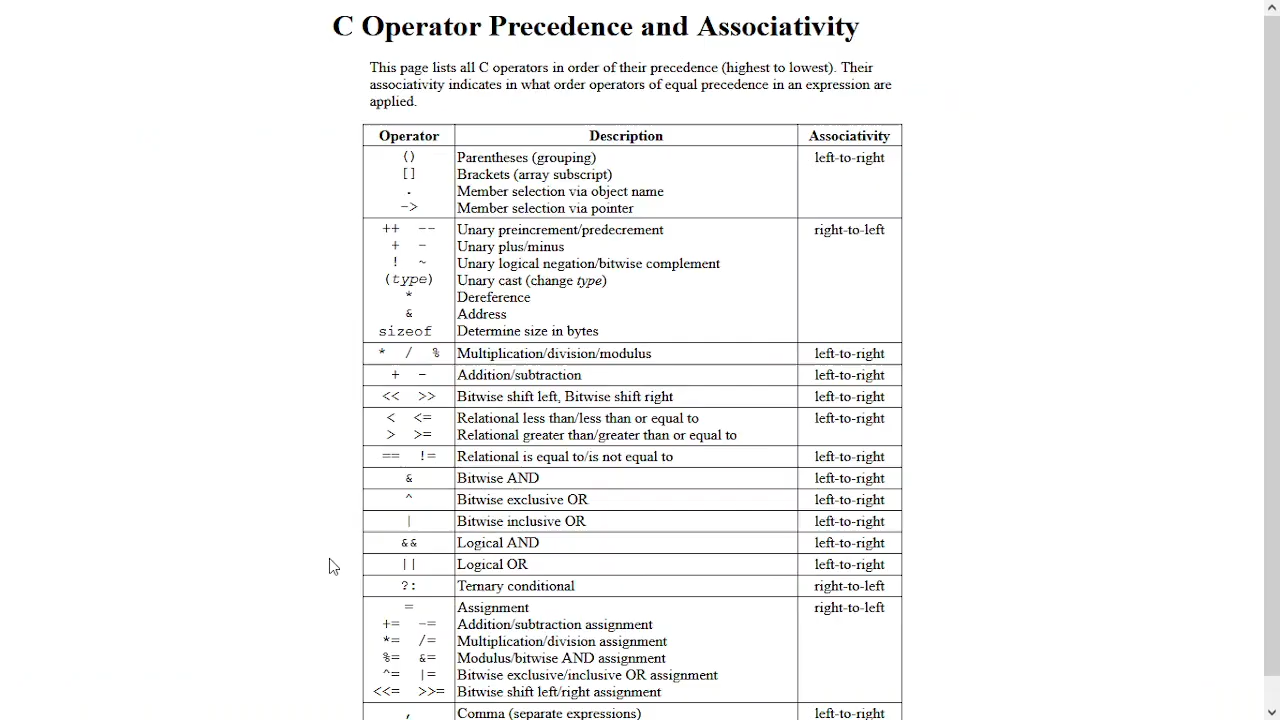 C Operator Precedence and Associativity
This page lists all C operators in order of their precedence (highest to lowest). Their
associativity indicates in what order operators of equal precedence in an expression are
applied.
Operator Description Associativity
() Parentheses (grouping) left-to-right
[] Brackets (array subscript)
. Member selection via object name
-> Member selection via pointer
++ -- Unary preincrement/predecrement right-to-left
+ - Unary plus/minus
! ~ Unary logical negation/bitwise complement
(type) Unary cast (change type)
* Dereference
& Address
sizeof Determine size in bytes
* / % Multiplication/division/modulus left-to-right
+ - Addition/subtraction left-to-right
<< >> Bitwise shift left, Bitwise shift right left-to-right
< <= Relational less than/less than or equal to left-to-right
> >= Relational greater than/greater than or equal to
== != Relational is equal to/is not equal to left-to-right
& Bitwise AND left-to-right
^ Bitwise exclusive OR left-to-right
| Bitwise inclusive OR left-to-right
&& Logical AND left-to-right
|| Logical OR left-to-right
?: Ternary conditional right-to-left
= Assignment right-to-left
+= -= Addition/subtraction assignment
*= /= Multiplication/division assignment
%= &= Modulus/bitwise AND assignment
^= |= Bitwise exclusive/inclusive OR assignment
<<= >>= Bitwise shift left/right assignment
, Comma (separate expressions) left-to-right